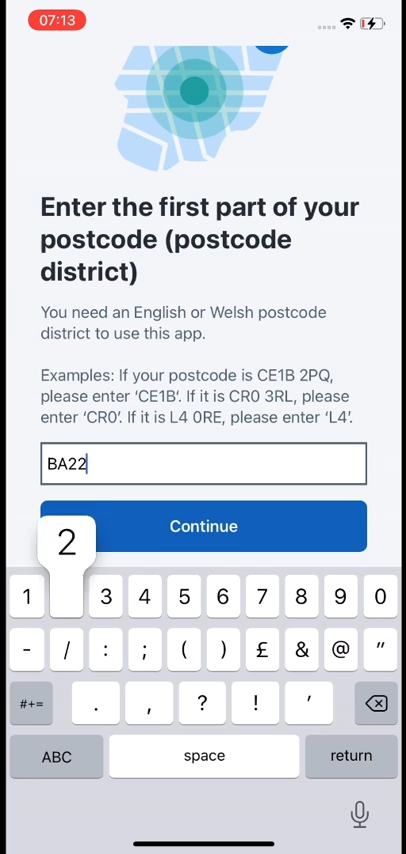 07:13
Enter the first part of your
postcode (postcode
district)
You need an English or Welsh postcode
district to use this app.
Examples: If your postcode is CE1B 2PQ,
please enter ‘CE1B’. If it is CR0 3RL, please
enter ‘CR0’. If it is L4 0RE, please enter ‘L4’.
BA22
Continue
2
1 3 4 5 6 7 8 9 0
- / : ; ( ) £ & @ "
#+= . , ? ! ’
ABC space return